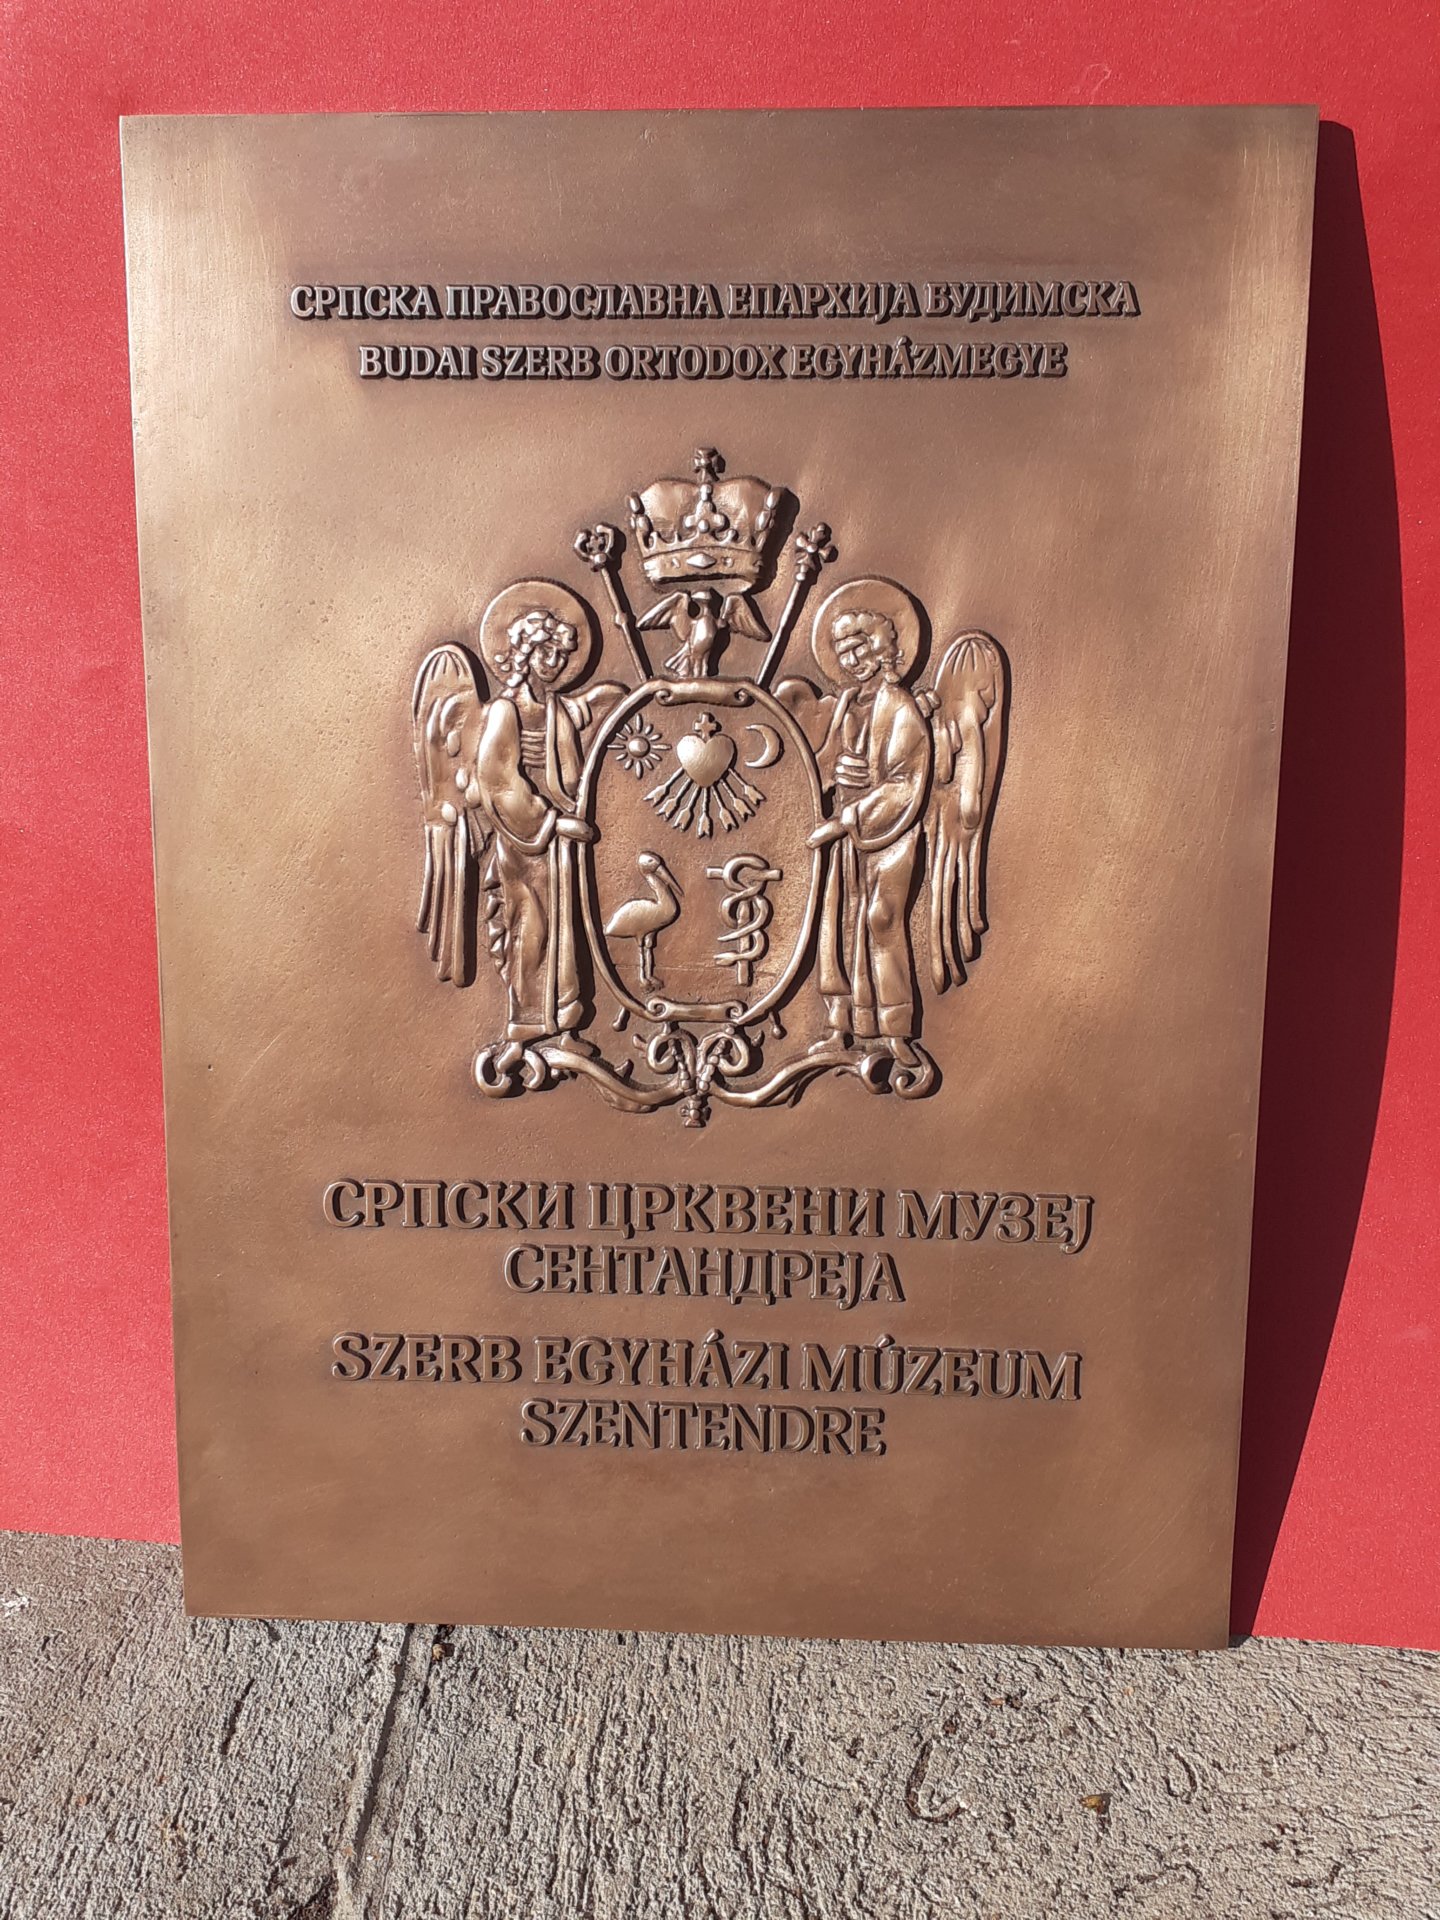 СРПСКА ПРАВОСЛАВНА ЕПАРХИЈА БУДИМСКА
BUDAI SZERB ORTODOX EGYHÁZMEGYE
СРПСКИ ЦРКВЕНИ МУЗЕЈ
СЕНТАНДРЕЈА
SZERB EGYHÁZI MÚZEUM
SZENTENDRE